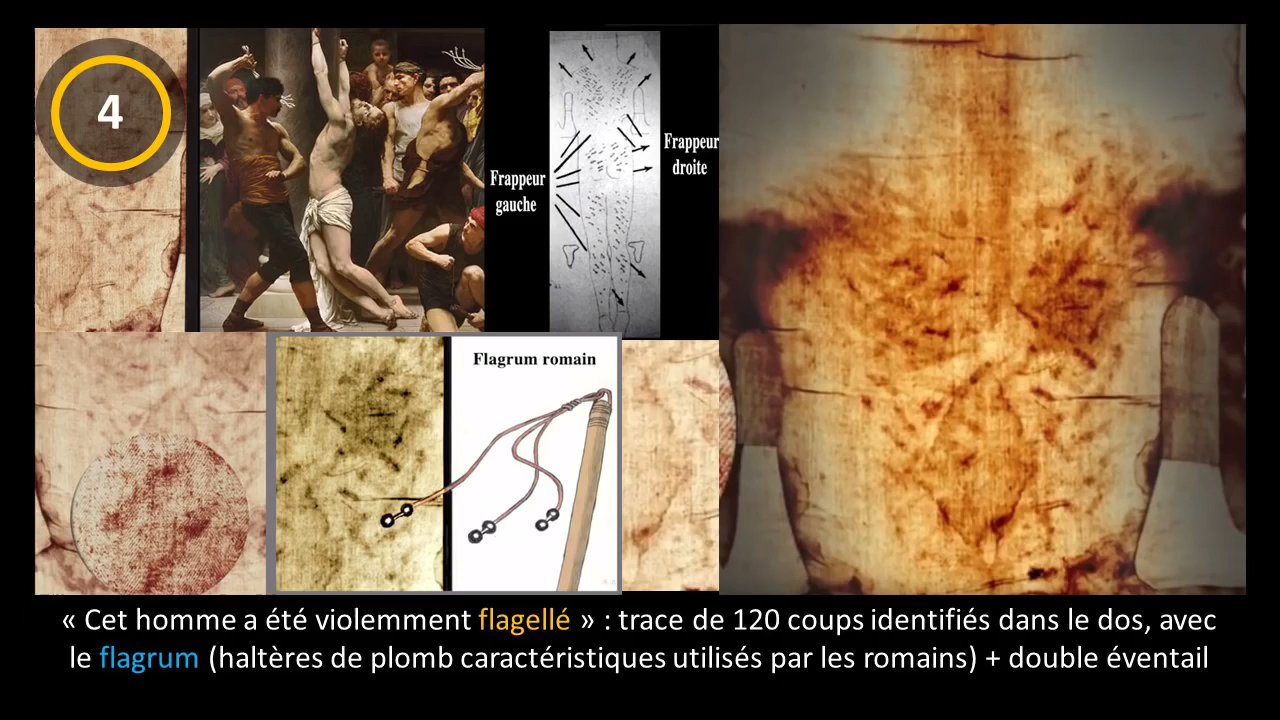 4
Frappeur
gauche
Frappeur
droite
Flagrum romain
« Cet homme a été violemment flagellé » : trace de 120 coups identifiés dans le dos, avec
le flagrum (haltères de plomb caractéristiques utilisés par les romains) + double éventail